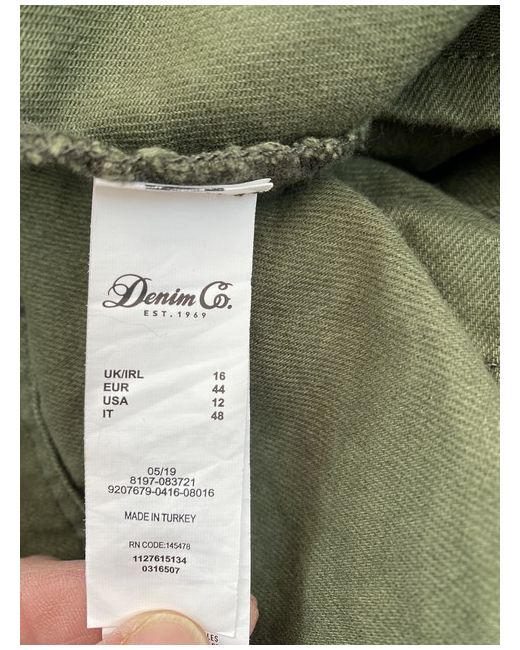 Denim Co.
EST. 1969
UK/IRL 16
EUR 44
USA 12
IT 48
05/19
8197-083721
9207679-0416-08016
MADE IN TURKEY
RN CODE:145478
1127615134
0316507